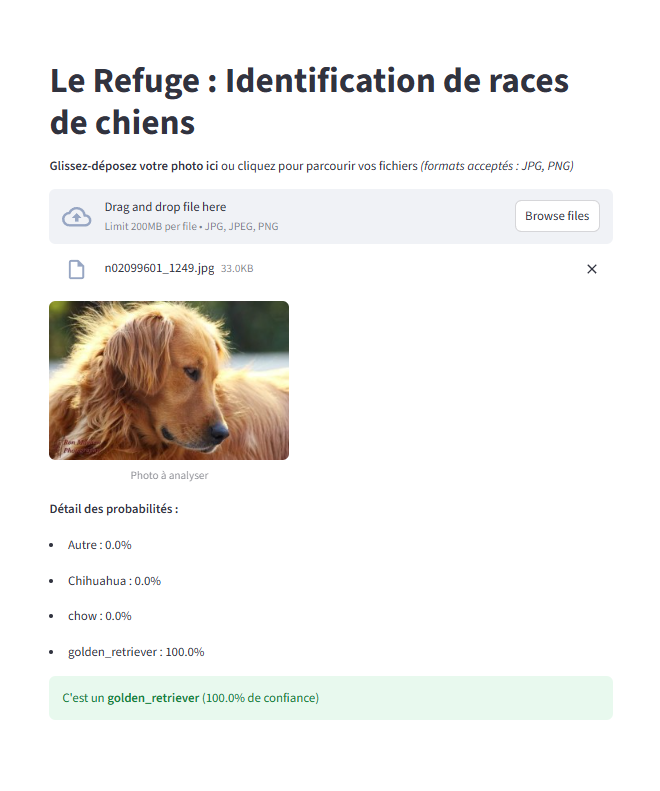 Le Refuge : Identification de races
de chiens
Glissez-déposez votre photo ici ou cliquez pour parcourir vos fichiers (formats acceptés : JPG, PNG)
Drag and drop file here
Limit 200MB per file • JPG, JPEG, PNG
Browse files
n02099601_1249.jpg 33.0KB
Ron
Photo à analyser
Détail des probabilités :
• Autre : 0.0%
• Chihuahua : 0.0%
• chow : 0.0%
• golden_retriever : 100.0%
C'est un golden_retriever (100.0% de confiance)